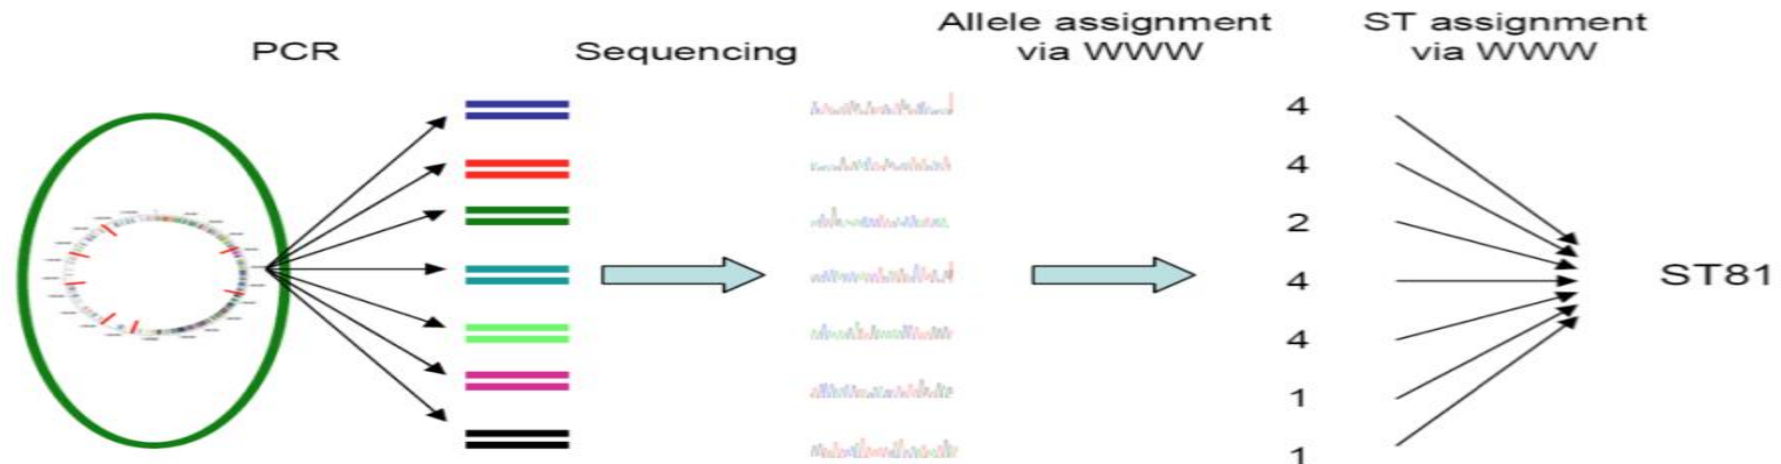 PCR
Sequencing
Allele assignment
via WWW
ST assignment
via WWW
4
4
2
4
4
1
1
ST81